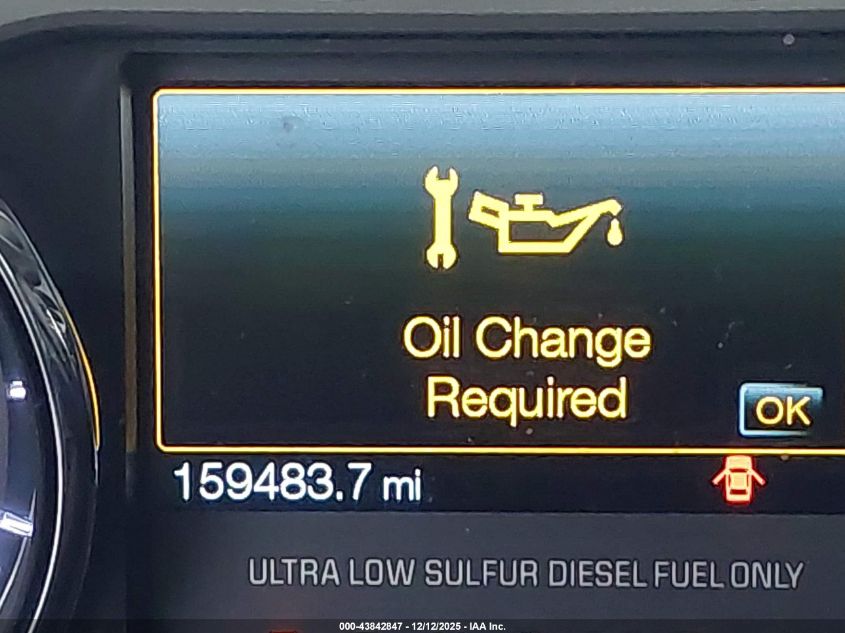 Oil Change
Required
OK
159483.7 mi
ULTRA LOW SULFUR DIESEL FUEL ONLY
000-43842847 - 12/12/2025 - IAA Inc.